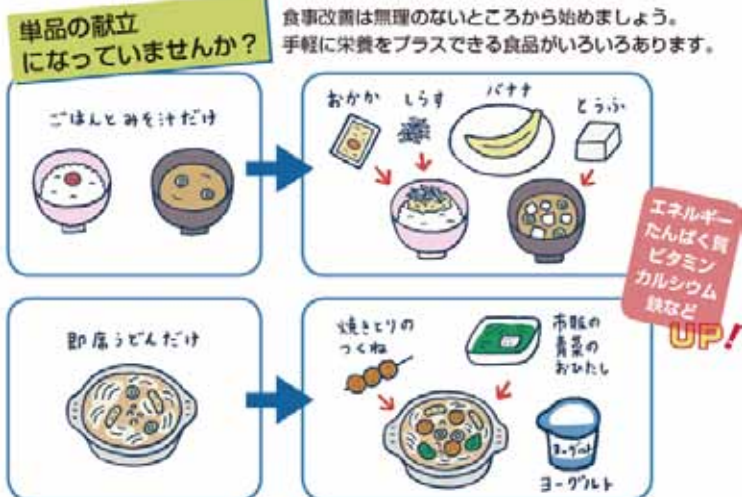 単品の献立
になっていませんか？
食事改善は無理のないところから始めましょう。
手軽に栄養をプラスできる食品がいろいろあります。
ごはんとみそ汁だけ
おかか
しらす
バナナ
とうふ
エネルギー
たんぱく質
ビタミン
カルシウム
鉄など
UP!
即席うどんだけ
焼きとりの
つくね
市販の
青菜の
おひたし
ヨーグルト
ヨーグルト